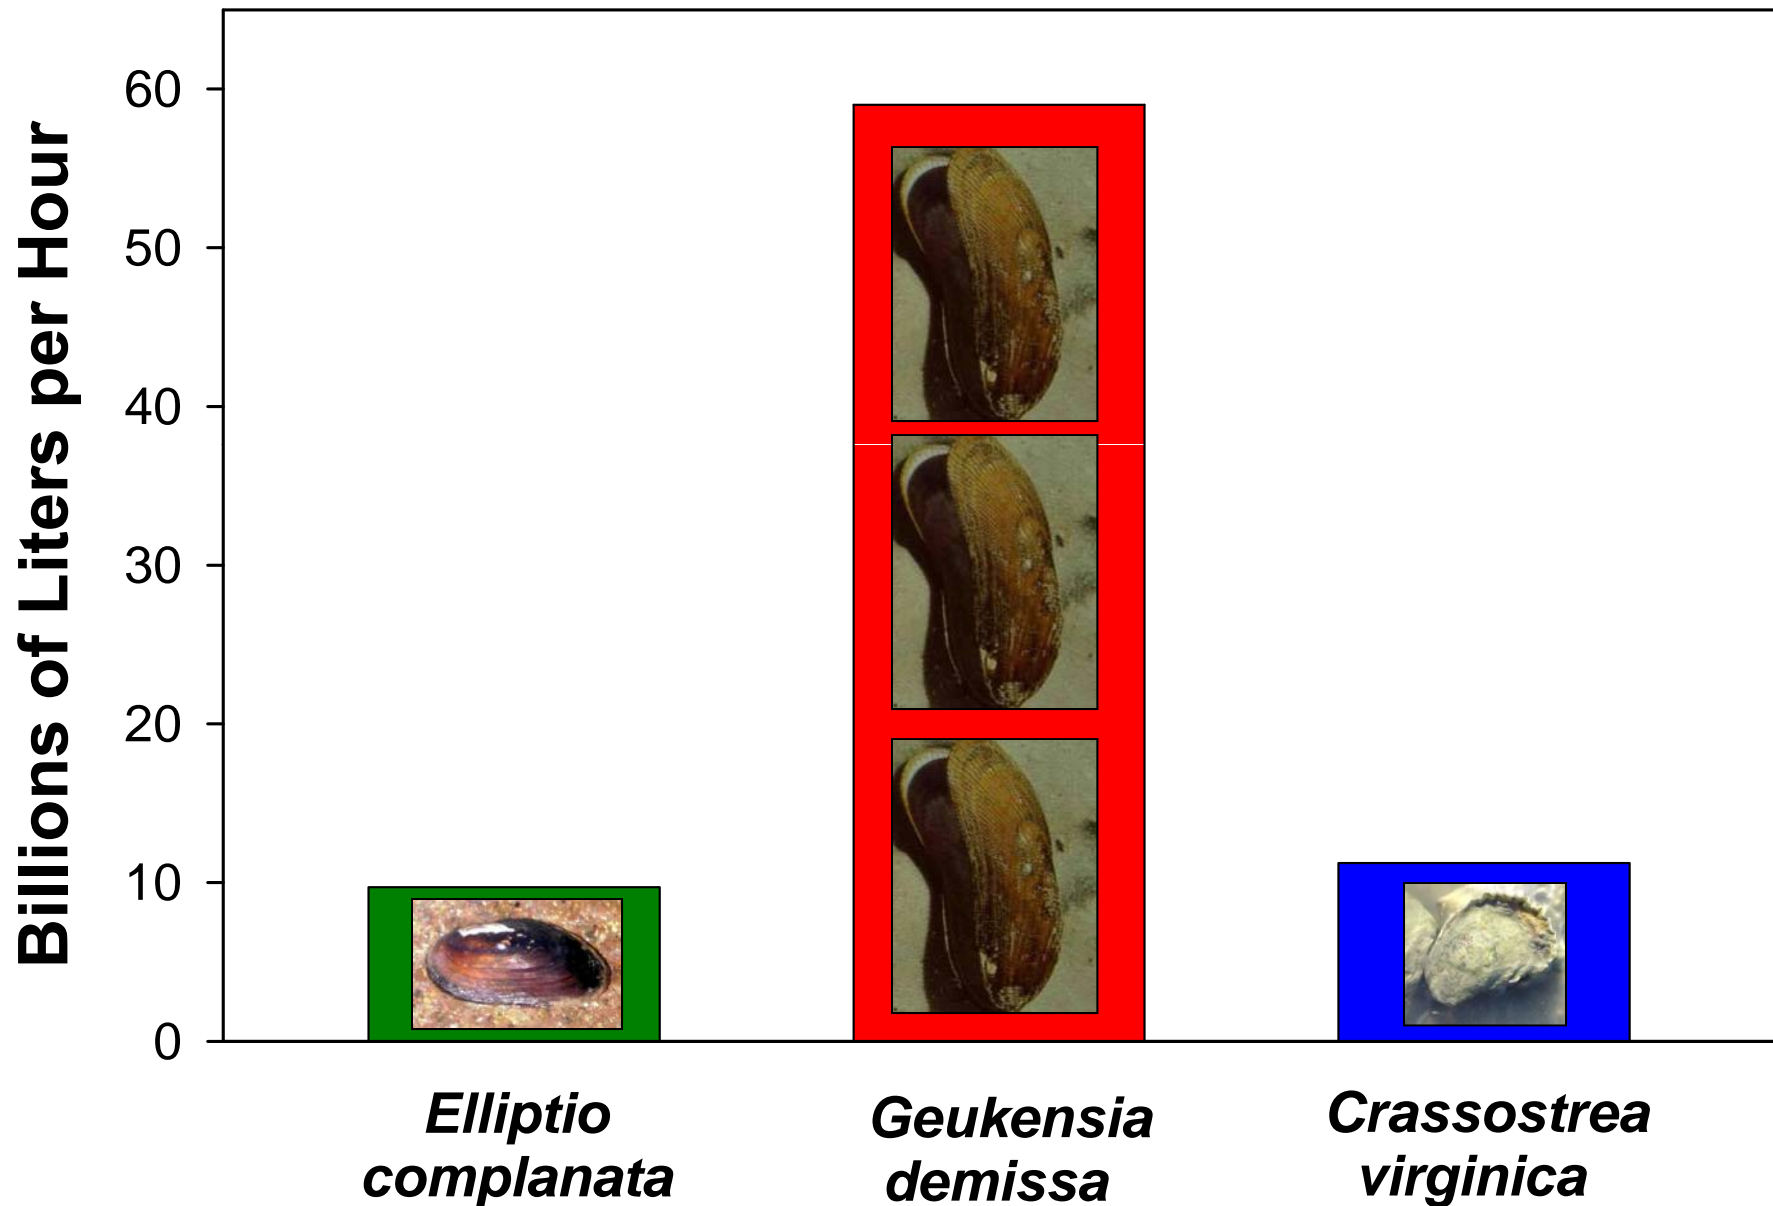 Billions of Liters per Hour
60
50
40
30
20
10
0
Elliptio
complanata
Geukensia
demissa
Crassostrea
virginica